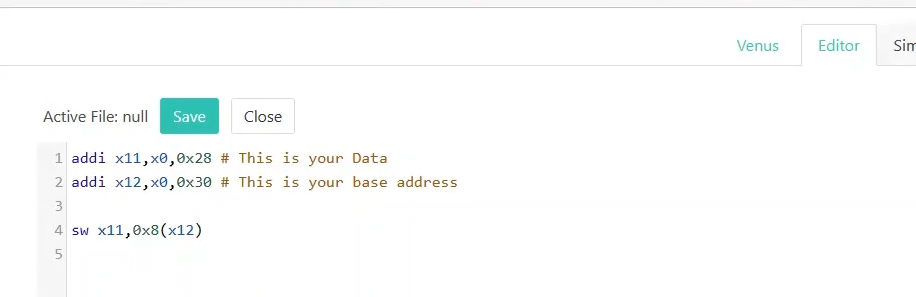 Venus Editor
Active File: null Save Close
1 addi x11,x0,0x28 # This is your Data
2 addi x12,x0,0x30 # This is your base address
3
4 sw x11,0x8(x12)
5